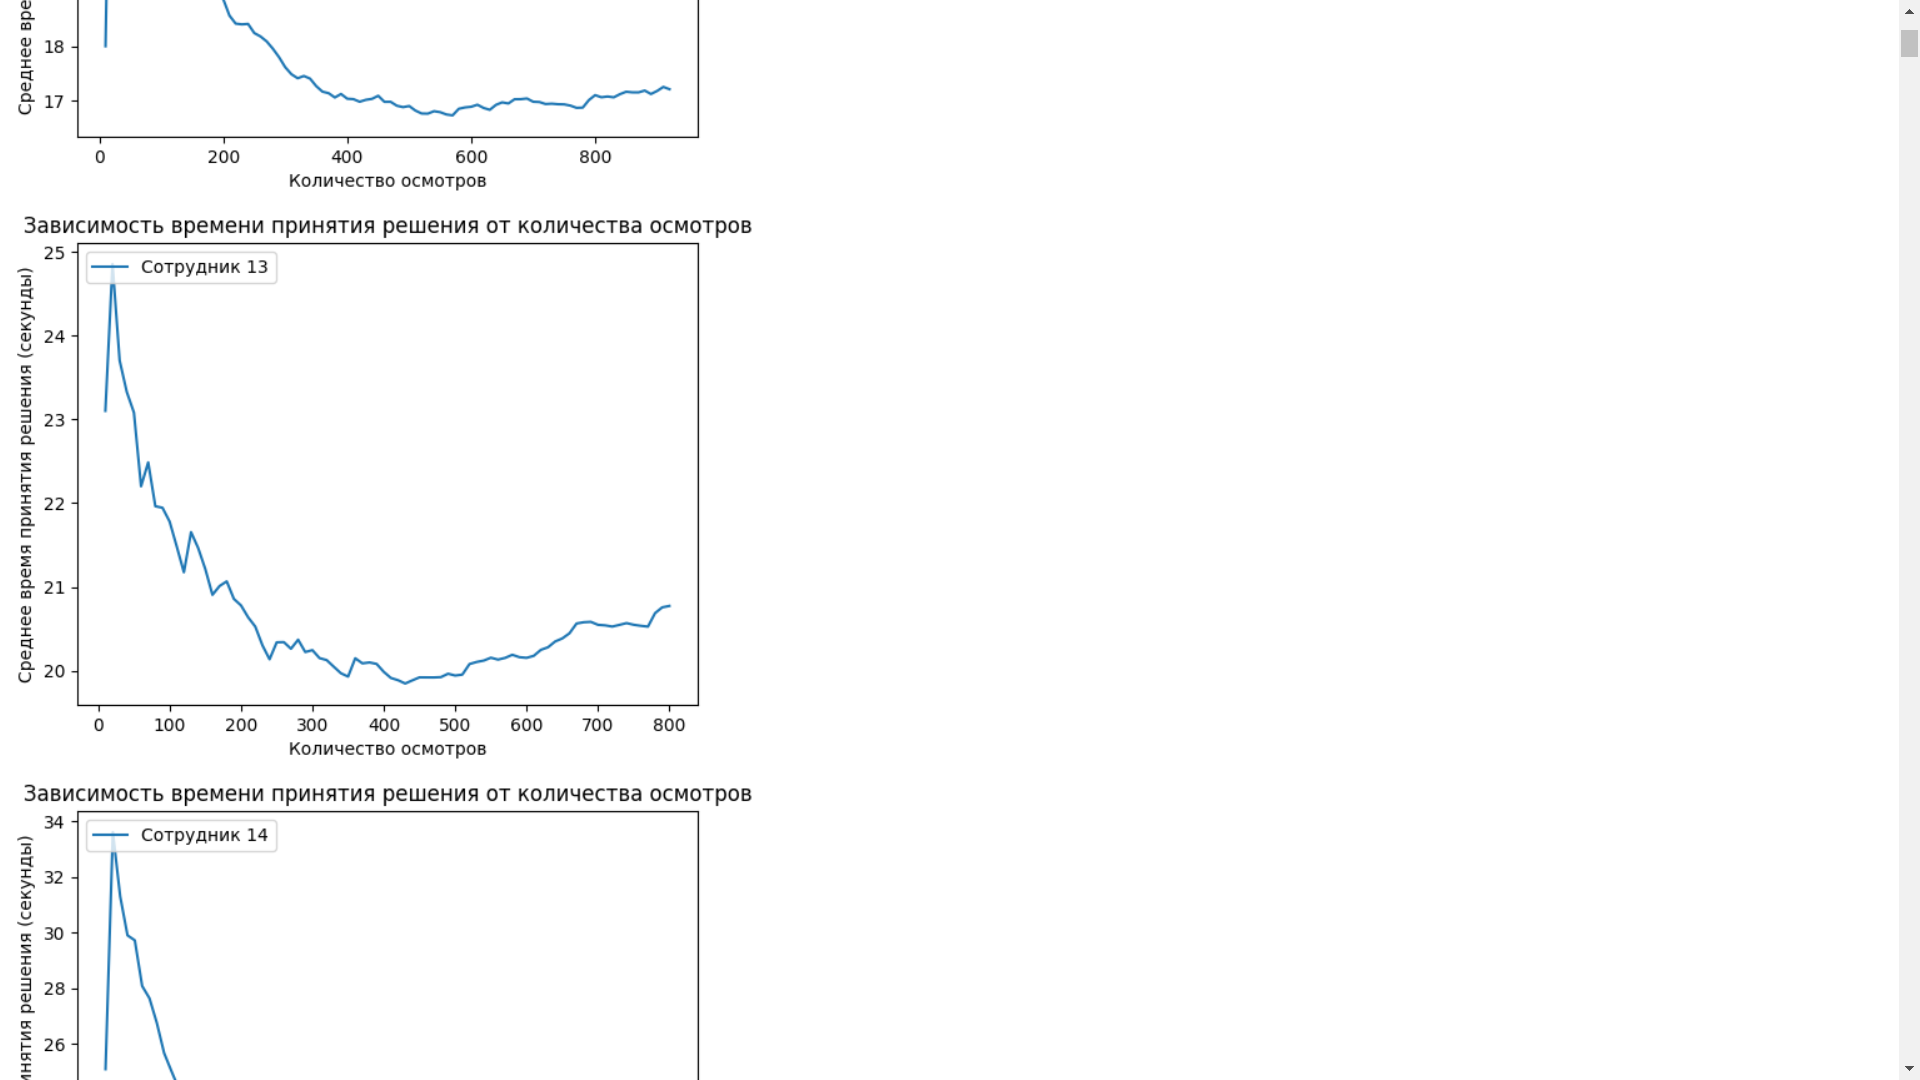 Среднее вре
18
17
0 200 400 600 800
Количество осмотров
Зависимость времени принятия решения от количества осмотров
Сотрудник 13
Среднее время принятия решения (секунды)
25
24
23
22
21
20
0 100 200 300 400 500 600 700 800
Количество осмотров
Зависимость времени принятия решения от количества осмотров
Сотрудник 14
нятия решения (секунды)
34
32
30
28
26